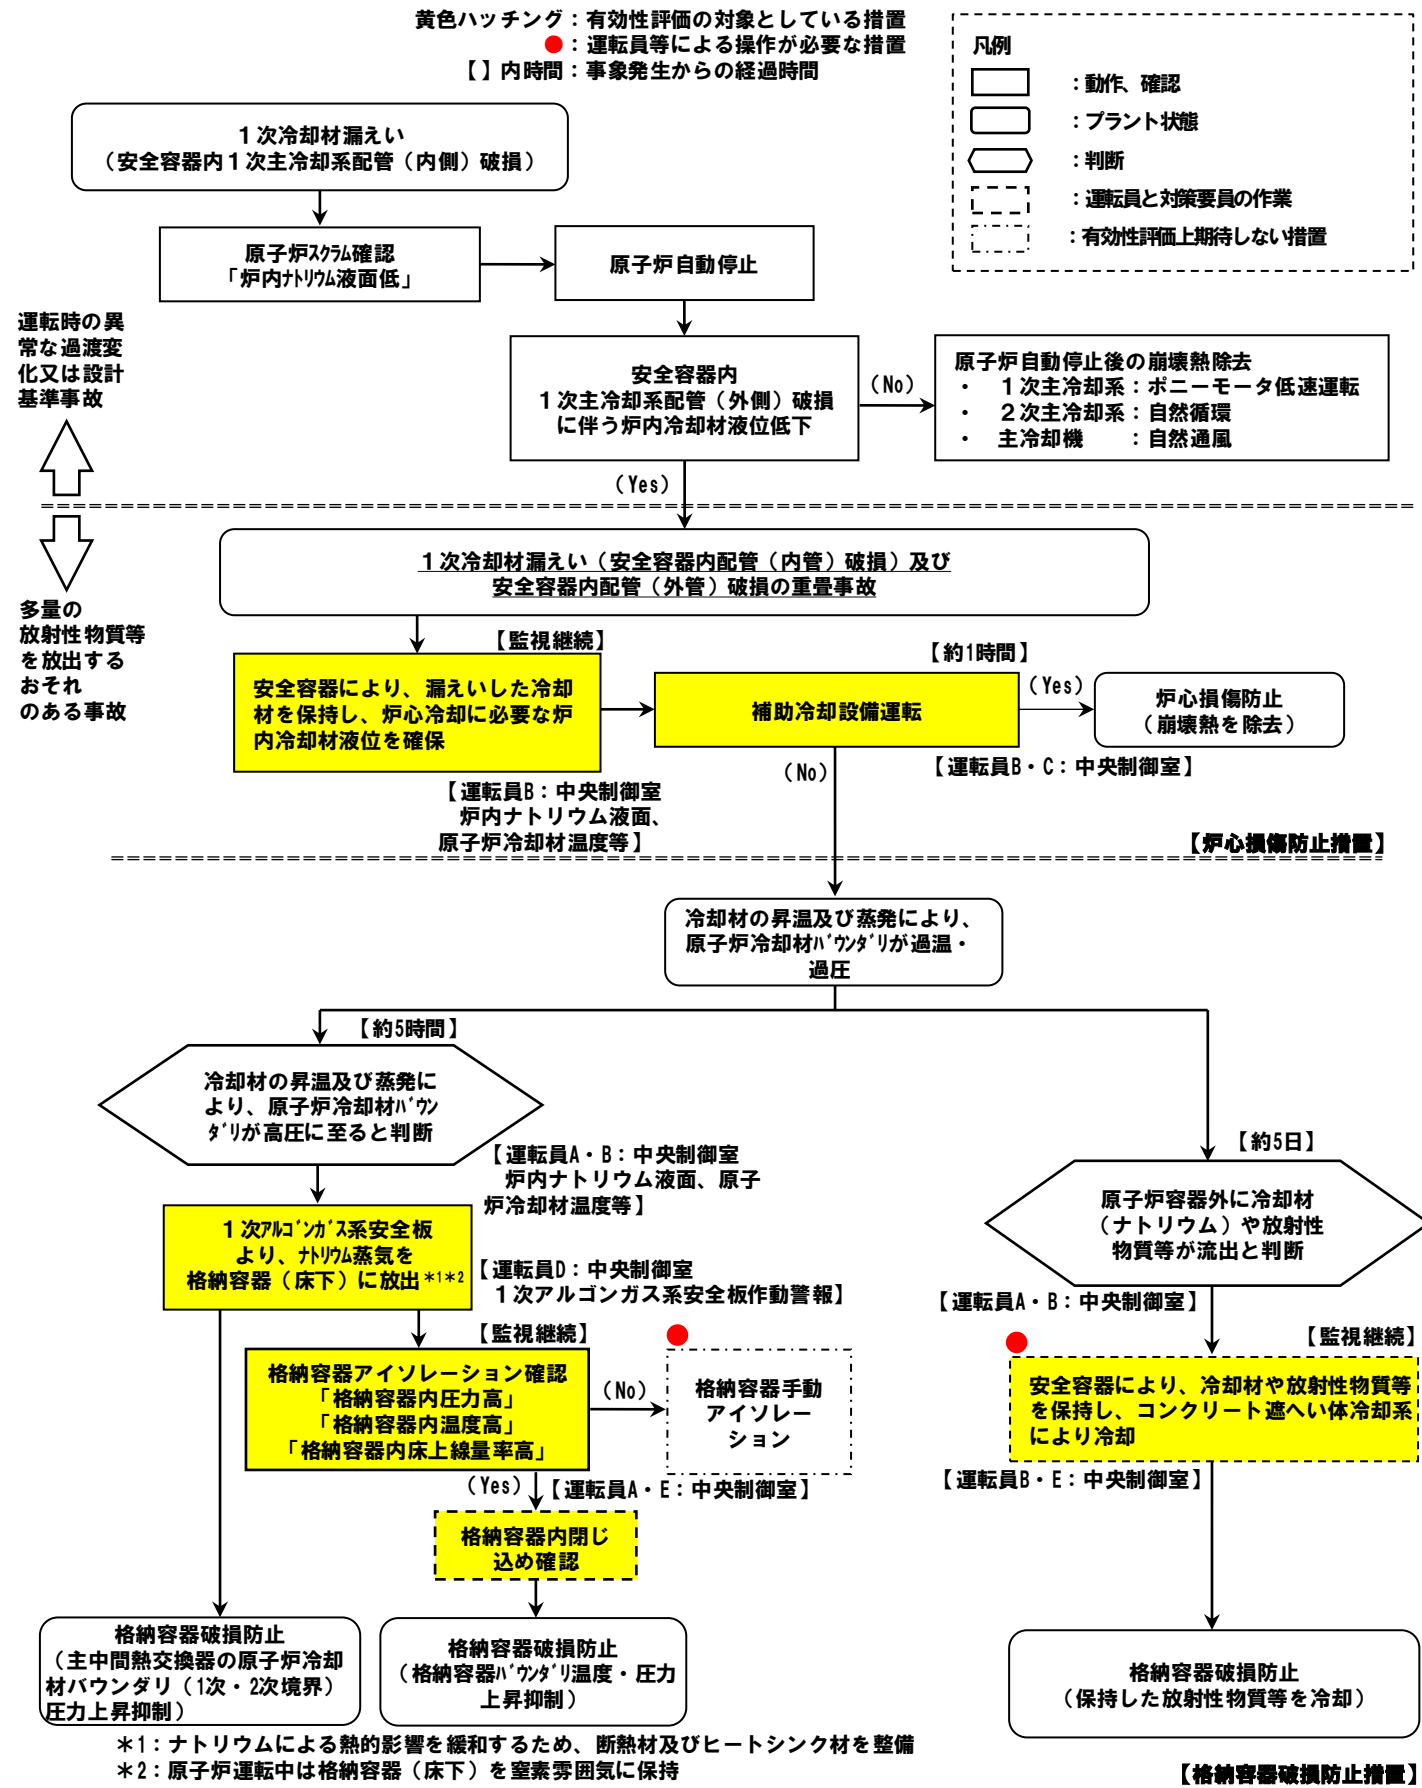 黄色ハッチング：有効性評価の対象としている措置
●：運転員等による操作が必要な措置
【 】内時間：事象発生からの経過時間
凡例
：動作、確認
：プラント状態
：判断
：運転員と対策要員の作業
：有効性評価上期待しない措置
１次冷却材漏えい
（安全容器内１次主冷却系配管（内側）破損）
原子炉ｽｸﾗﾑ確認
「炉内ﾅﾄﾘｳﾑ液面低」
原子炉自動停止
運転時の異
常な過渡変
化又は設計
基準事故
安全容器内
１次主冷却系配管（外側）破損
に伴う炉内冷却材液位低下
（No）
原子炉自動停止後の崩壊熱除去
・ １次主冷却系：ポニーモータ低速運転
・ ２次主冷却系：自然循環
・ 主冷却機 ：自然通風
（Yes）
多量の
放射性物質等
を放出する
おそれ
のある事故
１次冷却材漏えい（安全容器内配管（内管）破損）及び
安全容器内配管（外管）破損の重畳事故
【監視継続】
安全容器により、漏えいした冷却
材を保持し、炉心冷却に必要な炉
内冷却材液位を確保
【約1時間】
補助冷却設備運転
（Yes）
炉心損傷防止
（崩壊熱を除去）
【運転員B：中央制御室
炉内ナトリウム液面、
原子炉冷却材温度等】
（No）
【運転員B・C：中央制御室】
【炉心損傷防止措置】
冷却材の昇温及び蒸発により、
原子炉冷却材ﾊﾞｳﾝﾀﾞﾘが過温・
過圧
【約5時間】
冷却材の昇温及び蒸発に
より、原子炉冷却材ﾊﾞｳﾝ
ﾀﾞﾘが高圧に至ると判断
【運転員A・B：中央制御室
炉内ナトリウム液面、原子
炉冷却材温度等】
【約5日】
原子炉容器外に冷却材
（ナトリウム）や放射性
物質等が流出と判断
１次ｱﾙｺﾞﾝｶﾞｽ系安全板
より、ﾅﾄﾘｳﾑ蒸気を
格納容器（床下）に放出＊1＊2
【運転員D：中央制御室
１次アルゴンガス系安全板作動警報】
【運転員A・B：中央制御室】
【監視継続】
格納容器アイソレーション確認
「格納容器内圧力高」
「格納容器内温度高」
「格納容器内床上線量率高」
（No）
格納容器手動
アイソレー
ション
【監視継続】
安全容器により、冷却材や放射性物質等
を保持し、コンクリート遮へい体冷却系
により冷却
（Yes）
【運転員A・E：中央制御室】
【運転員B・E：中央制御室】
格納容器内閉じ
込め確認
格納容器破損防止
（主中間熱交換器の原子炉冷却
材バウンダリ（1次・2次境界）
圧力上昇抑制）
格納容器破損防止
（格納容器ﾊﾞｳﾝﾀﾞﾘ温度・圧力
上昇抑制）
格納容器破損防止
（保持した放射性物質等を冷却）
＊1：ナトリウムによる熱的影響を緩和するため、断熱材及びヒートシンク材を整備
＊2：原子炉運転中は格納容器（床下）を窒素雰囲気に保持
【格納容器破損防止措置】